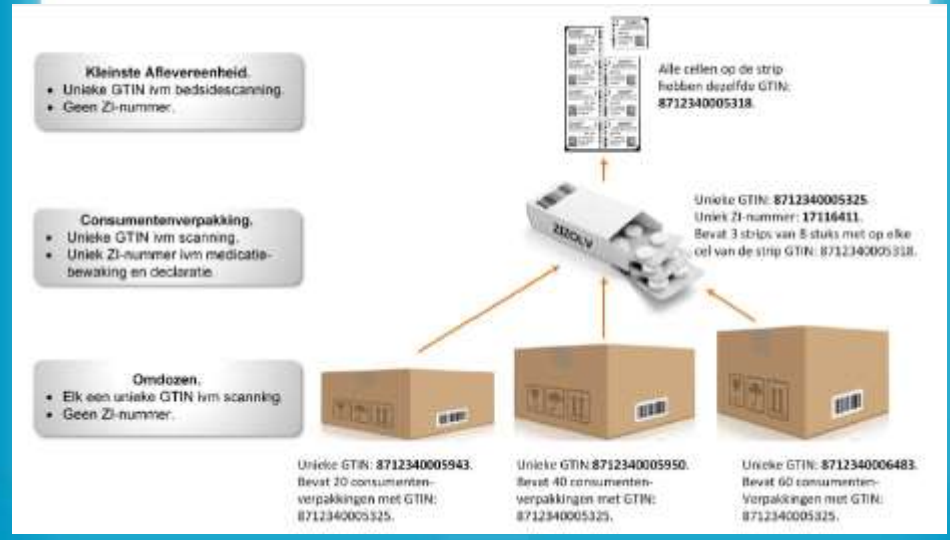 Kleinste Aflevereenheid.
• Unieke GTIN ivm bedsidescanning.
• Geen ZI-nummer.
Alle cellen op de strip
hebben dezelfde GTIN:
8712340005318.
Consumentenverpakking.
• Unieke GTIN ivm scanning.
• Uniek ZI-nummer ivm medicatie-
bewaking en declaratie
ZIZOLIV
Unieke GTIN: 8712340005325.
Uniek ZI-nummer: 17116411.
Bevat 3 strips van 8 stuks met op elke
cel van de strip GTIN: 8712340005318.
Omdozen.
• Elk een unieke GTIN ivm scanning
• Geen ZI-nummer.
Unieke GTIN: 8712340005943.
Bevat 20 consumenten-
verpakkingen met GTIN:
8712340005325.
Unieke GTIN:8712340005950.
Bevat 40 consumenten-
verpakkingen met GTIN:
8712340005325.
Unieke GTIN: 8712340006483.
Bevat 60 consumenten-
Verpakkingen met GTIN:
8712340005325.